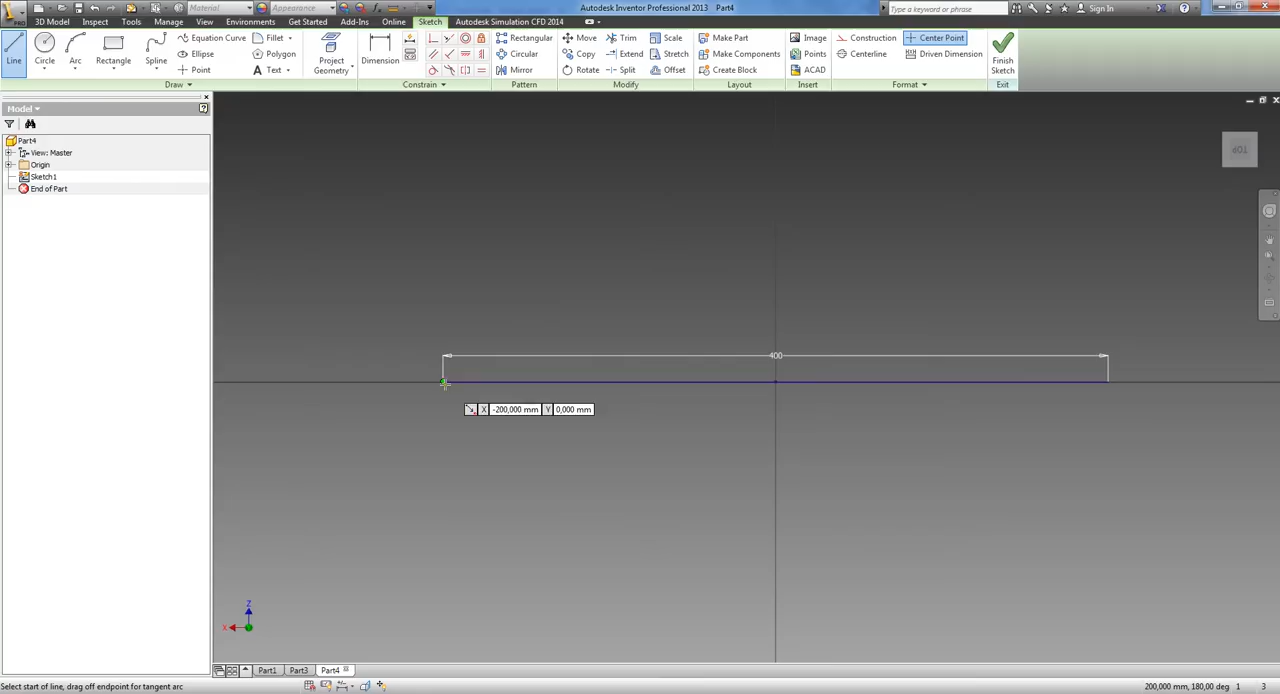 Material
Appearance
Autodesk Inventor Professional 2013 Part4
Type a keyword or phrase
Sign In
PRO
3D Model Inspect Tools Manage View Environments Get Started Add-Ins Online Sketch Autodesk Simulation CFD 2014
Line
Circle
Arc
Rectangle
Spline
Equation Curve
Ellipse
Point
Fillet
Polygon
Text
Project
Geometry
Dimension
Rectangular
Circular
Mirror
Move
Copy
Rotate
Trim
Extend
Split
Scale
Stretch
Offset
Make Part
Make Components
Create Block
Image
Points
ACAD
Construction
Centerline
Center Point
Driven Dimension
Finish
Sketch
Draw
Constrain
Pattern
Modify
Layout
Insert
Format
Exit
Model
Part4
View: Master
Origin
Sketch1
End of Part
TOP
400
X -200,000 mm Y 0,000 mm
Z
X
Part1 Part3 Part4
Select start of line, drag off endpoint for tangent arc
200,000 mm, 180,00 deg 1 3